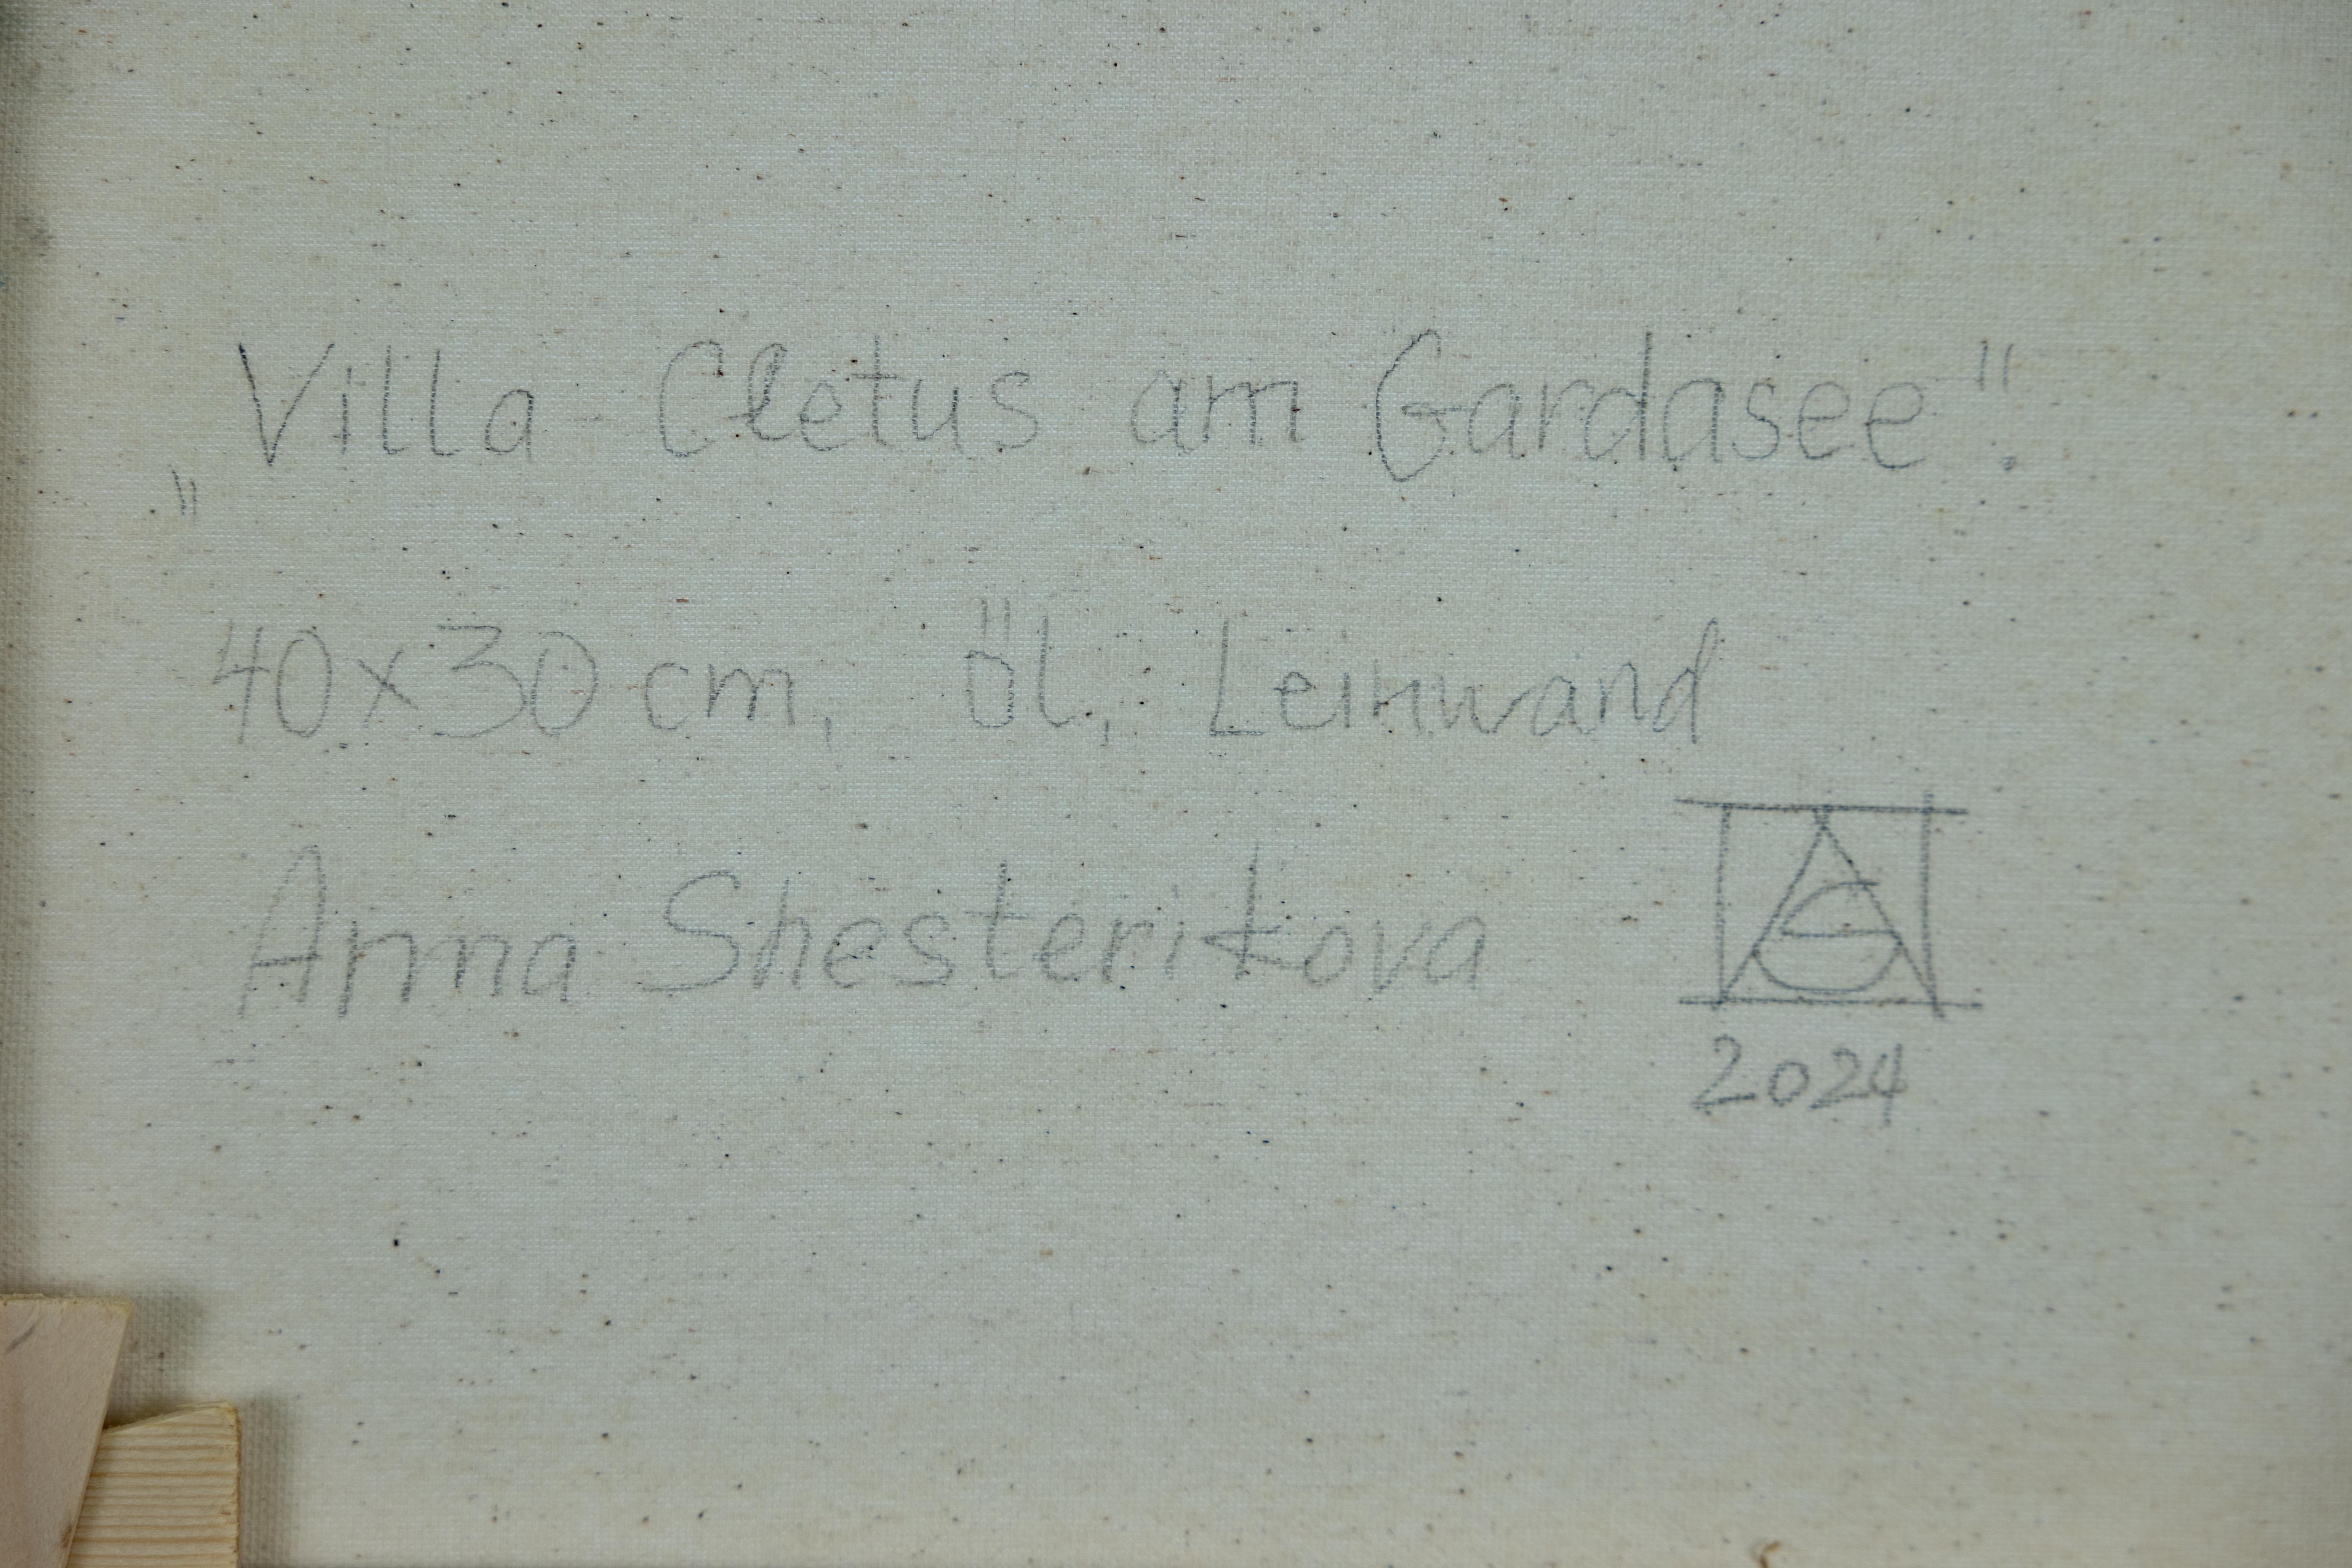 „Villa Cletus am Gardasee".
40x30 cm, Öl, Leinwand
Anna Shesterikova
2024